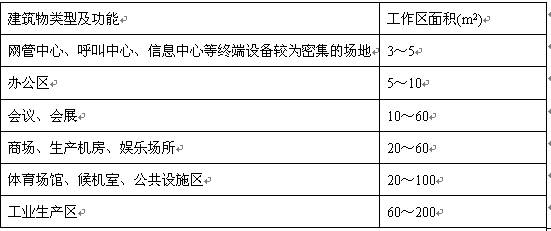 建筑物类型及功能 工作区面积(m²)
网管中心、呼叫中心、信息中心等终端设备较为密集的场地 3～5
办公区 5～10
会议、会展 10～60
商场、生产机房、娱乐场所 20～60
体育场馆、候机室、公共设施区 20～100
工业生产区 60～200